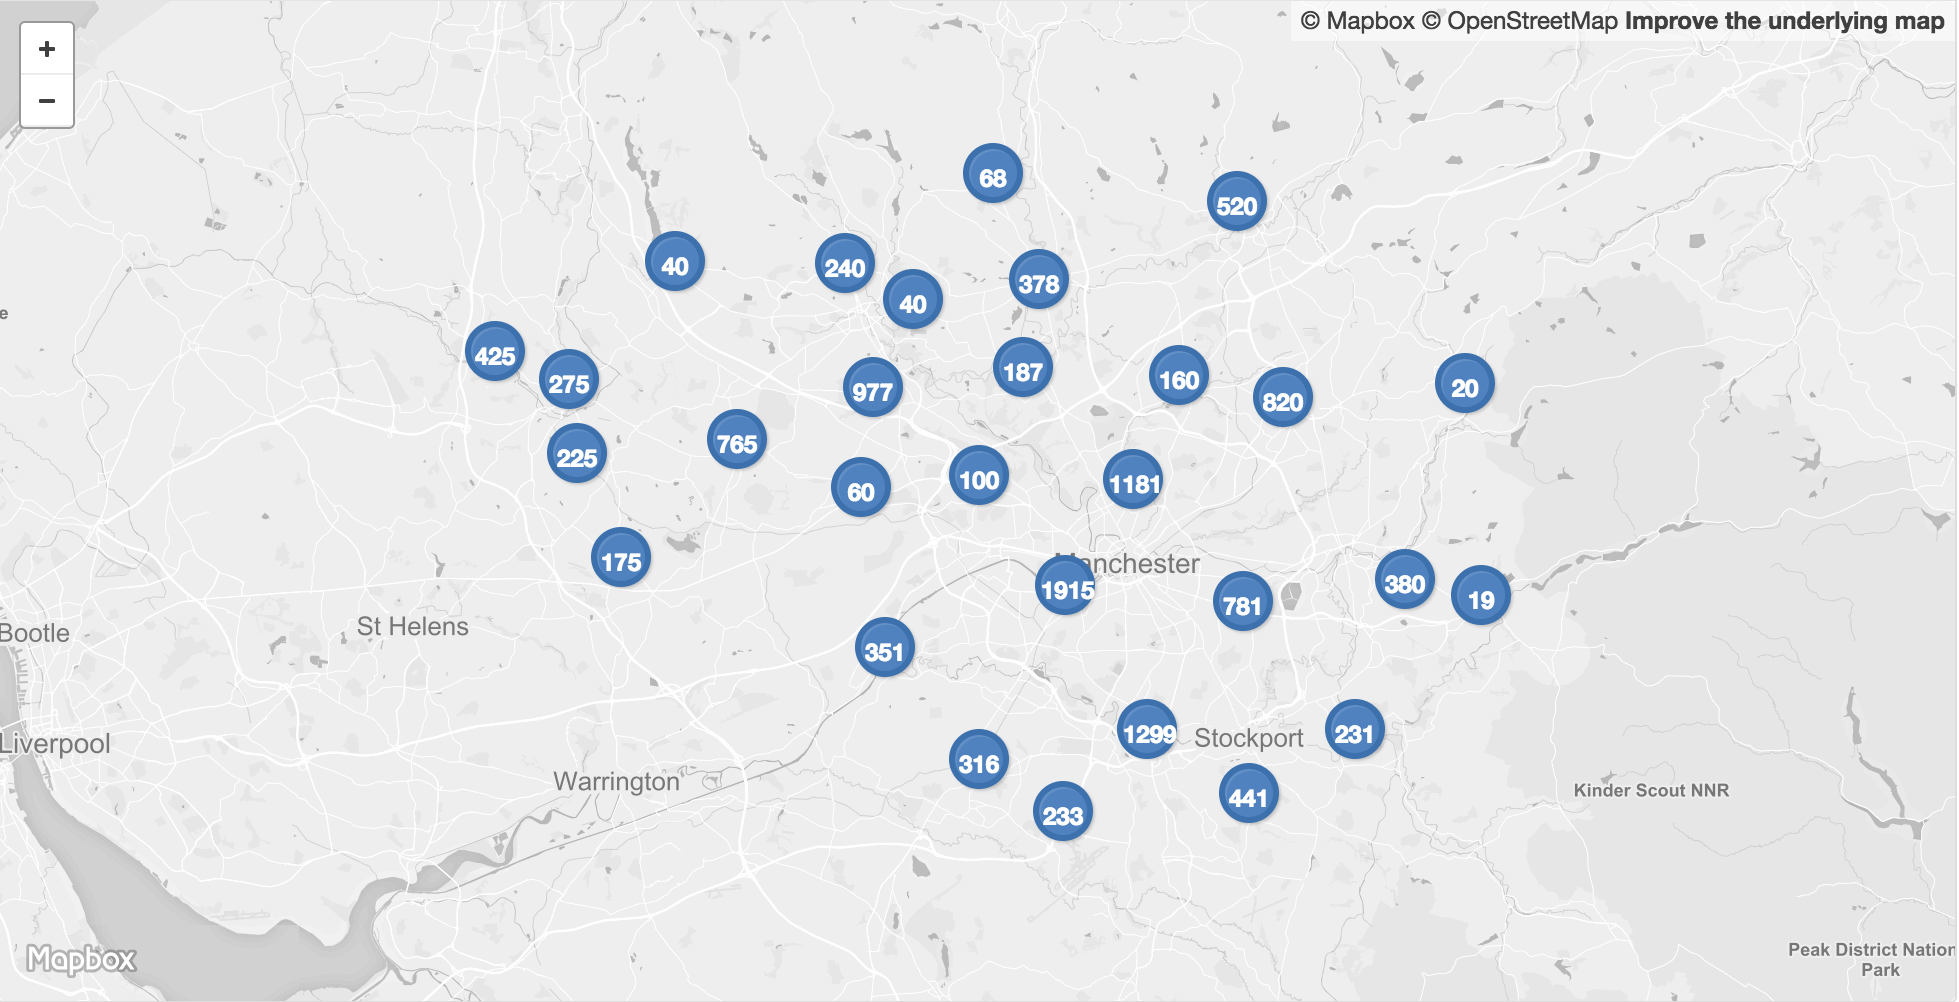 +
−
© Mapbox © OpenStreetMap Improve the underlying map
68
520
40
240
378
40
e
425
187
160
275
20
977
820
765
225
100
1181
60
175
Manchester
380
1915
19
781
St Helens
Bootle
351
1299
231
Stockport
Liverpool
316
Warrington
Kinder Scout NNR
441
233
Peak District Nation
Park
Mapbox